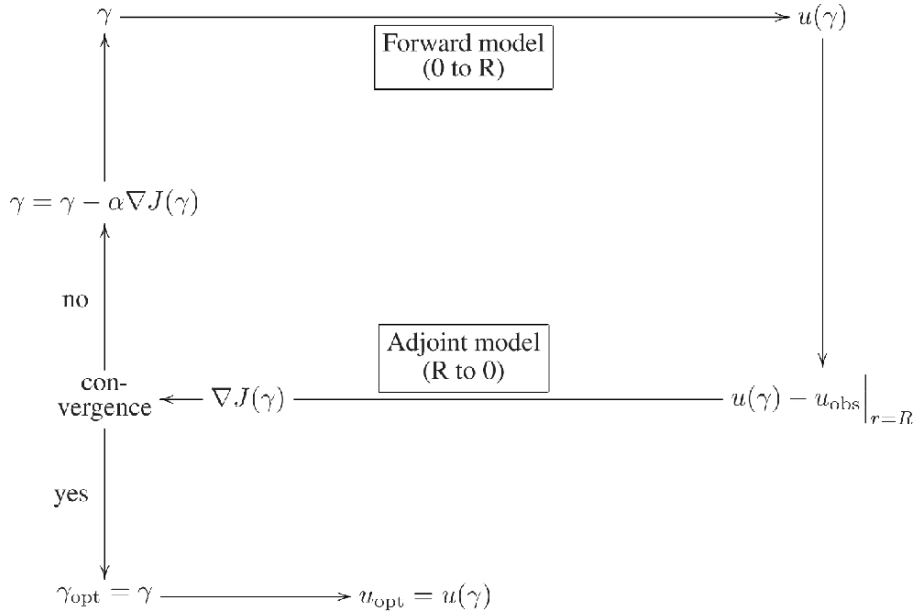 γ
u(γ)
Forward model
(0 to R)
γ = γ − α∇J(γ)
no
Adjoint model
(R to 0)
con-
vergence
∇J(γ)
u(γ) − u_obs|_{r=R}
yes
γ_opt = γ
u_opt = u(γ)